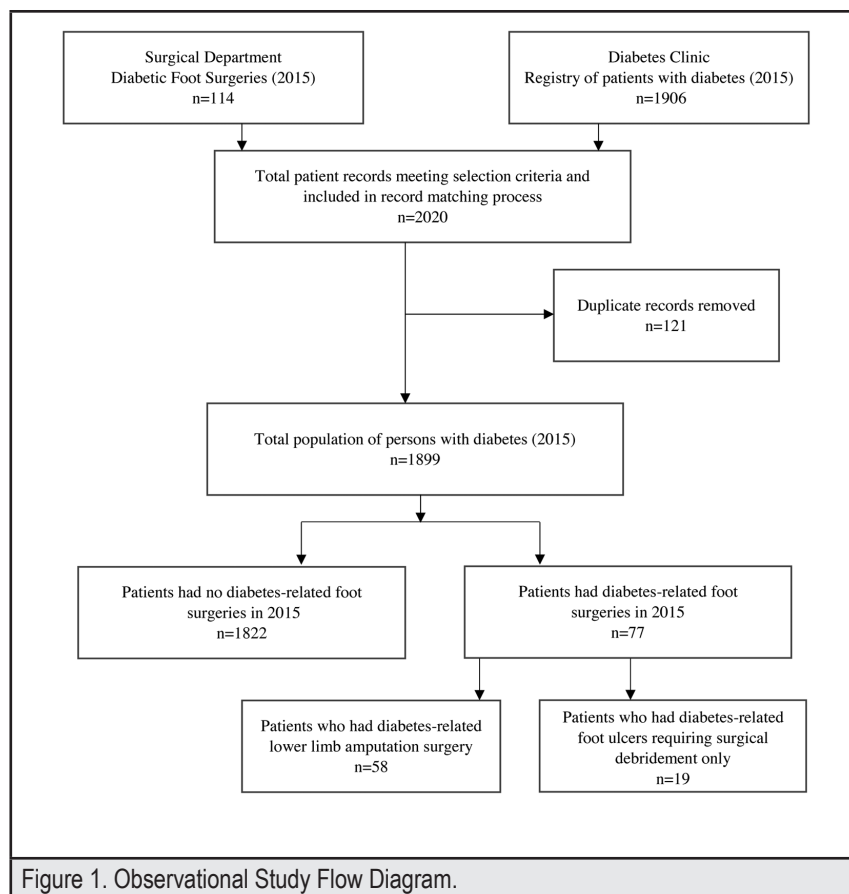 Surgical Department
Diabetic Foot Surgeries (2015)
n=114
Diabetes Clinic
Registry of patients with diabetes (2015)
n=1906
Total patient records meeting selection criteria and
included in record matching process
n=2020
Duplicate records removed
n=121
Total population of persons with diabetes (2015)
n=1899
Patients had no diabetes-related foot
surgeries in 2015
n=1822
Patients had diabetes-related foot
surgeries in 2015
n=77
Patients who had diabetes-related
lower limb amputation surgery
n=58
Patients who had diabetes-related
foot ulcers requiring surgical
debridement only
n=19
Figure 1. Observational Study Flow Diagram.